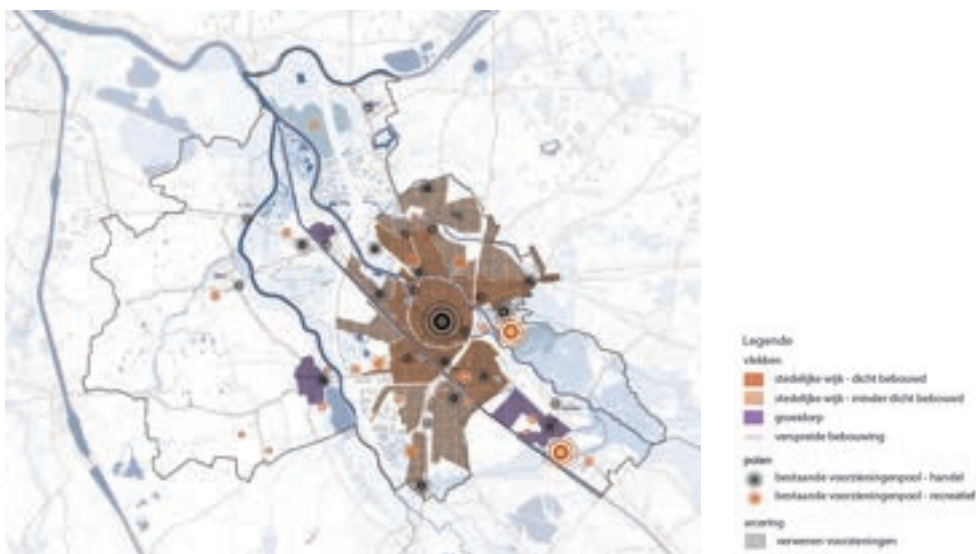 Legende
vlekken
stedelijke wijk - dicht bebouwd
stedelijke wijk - minder dicht bebouwd
groeidorp
verspreide bebouwing
polen
bestaande voorzieningenpool - handel
bestaande voorzieningenpool - recreatief
arcering
verweven voorzieningen